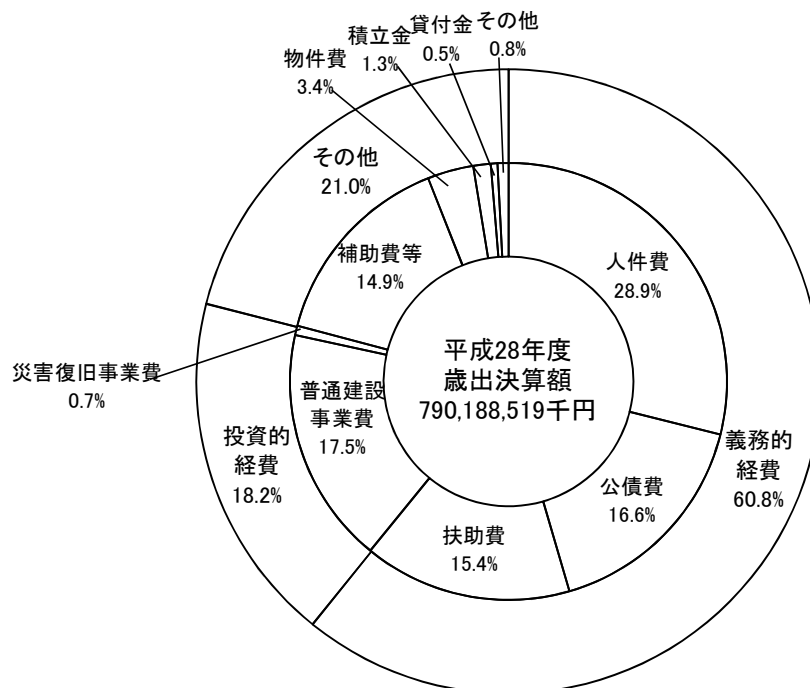 貸付金
0.5%
その他
0.8%
積立金
1.3%
物件費
3.4%
その他
21.0%
補助費等
14.9%
人件費
28.9%
平成28年度
歳出決算額
790,188,519千円
災害復旧事業費
0.7%
普通建設
事業費
17.5%
投資的
経費
18.2%
義務的
経費
60.8%
公債費
16.6%
扶助費
15.4%